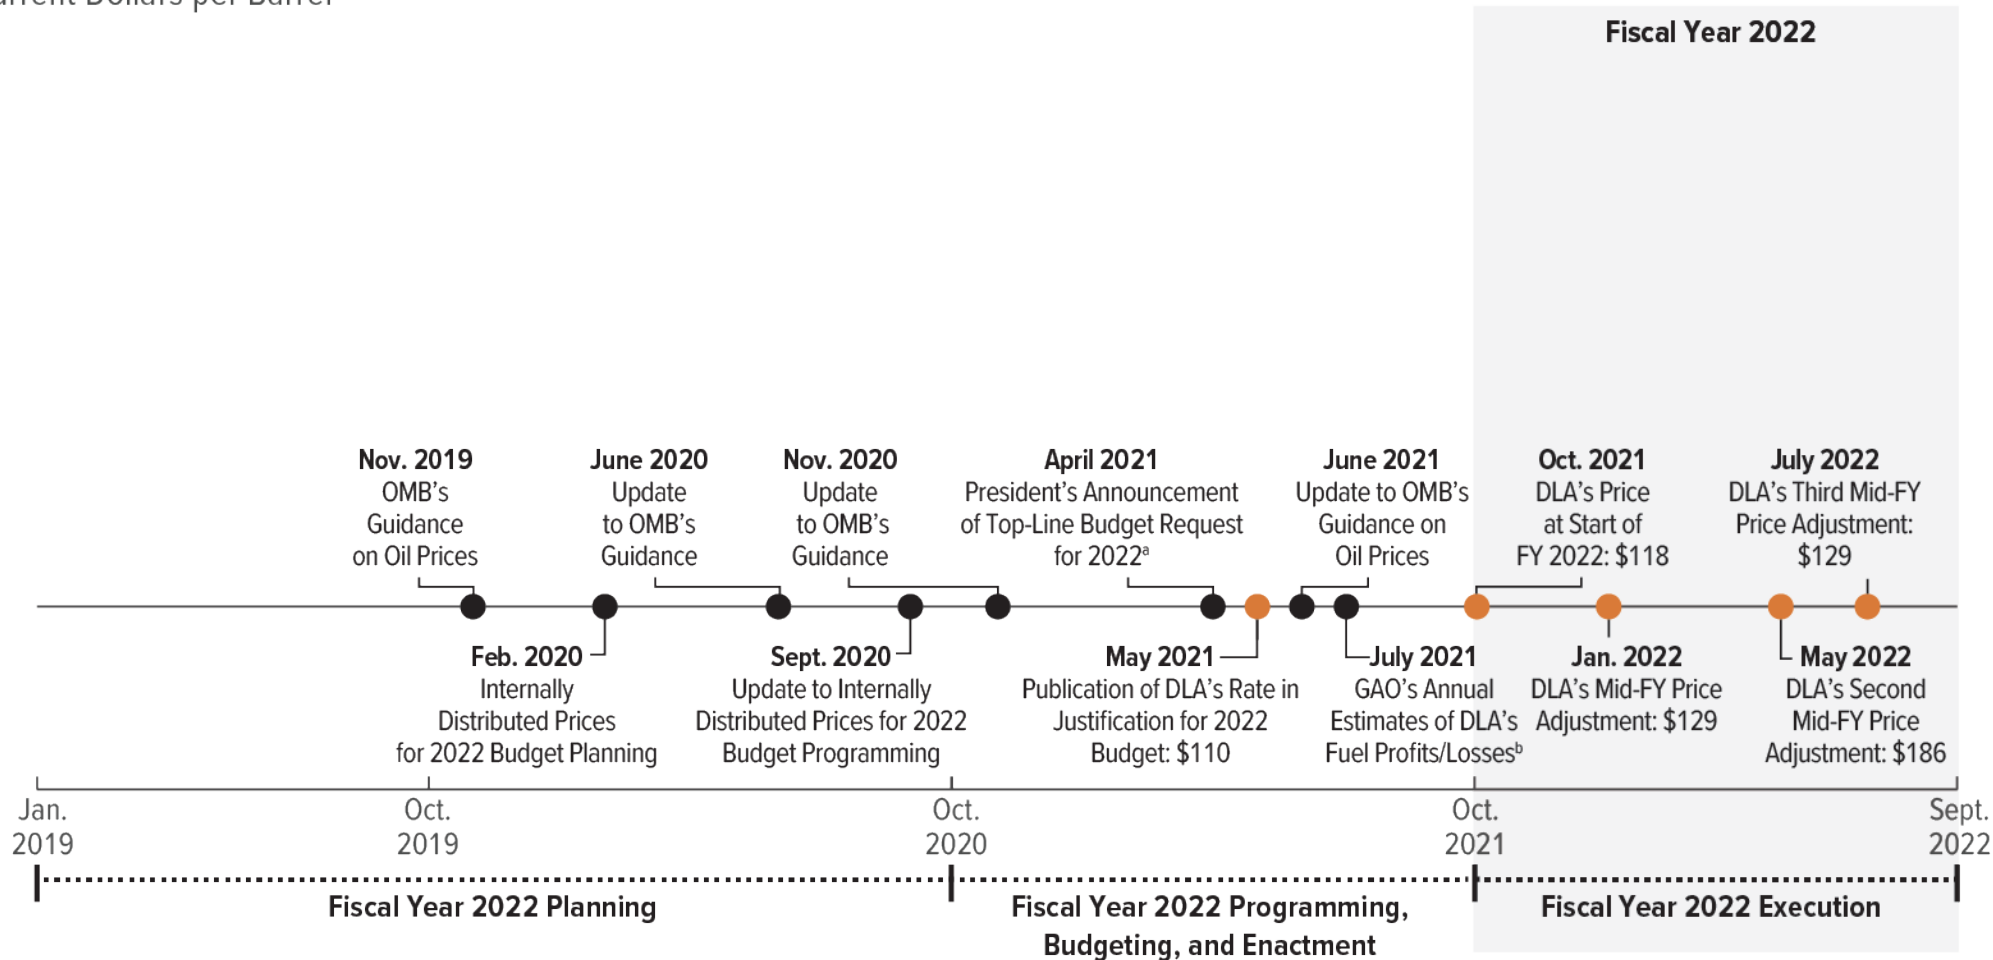 Dollars per Barrel
Fiscal Year 2022
Nov. 2019
OMB's
Guidance
on Oil Prices
June 2020
Update
to OMB's
Guidance
Nov. 2020
Update
to OMB's
Guidance
April 2021
President's Announcement
of Top-Line Budget Request
for 2022ᵃ
June 2021
Update to OMB's
Guidance on
Oil Prices
Oct. 2021
DLA's Price
at Start of
FY 2022: $118
July 2022
DLA's Third Mid-FY
Price Adjustment:
$129
Feb. 2020
Internally
Distributed Prices
for 2022 Budget Planning
Sept. 2020
Update to Internally
Distributed Prices for 2022
Budget Programming
May 2021
Publication of DLA's Rate in
Justification for 2022
Budget: $110
July 2021
GAO's Annual
Estimates of DLA's
Fuel Profits/Lossesᵇ
Jan. 2022
DLA's Mid-FY Price
Adjustment: $129
May 2022
DLA's Second
Mid-FY Price
Adjustment: $186
Jan.
2019
Oct.
2019
Oct.
2020
Oct.
2021
Sept.
2022
Fiscal Year 2022 Planning
Fiscal Year 2022 Programming,
Budgeting, and Enactment
Fiscal Year 2022 Execution